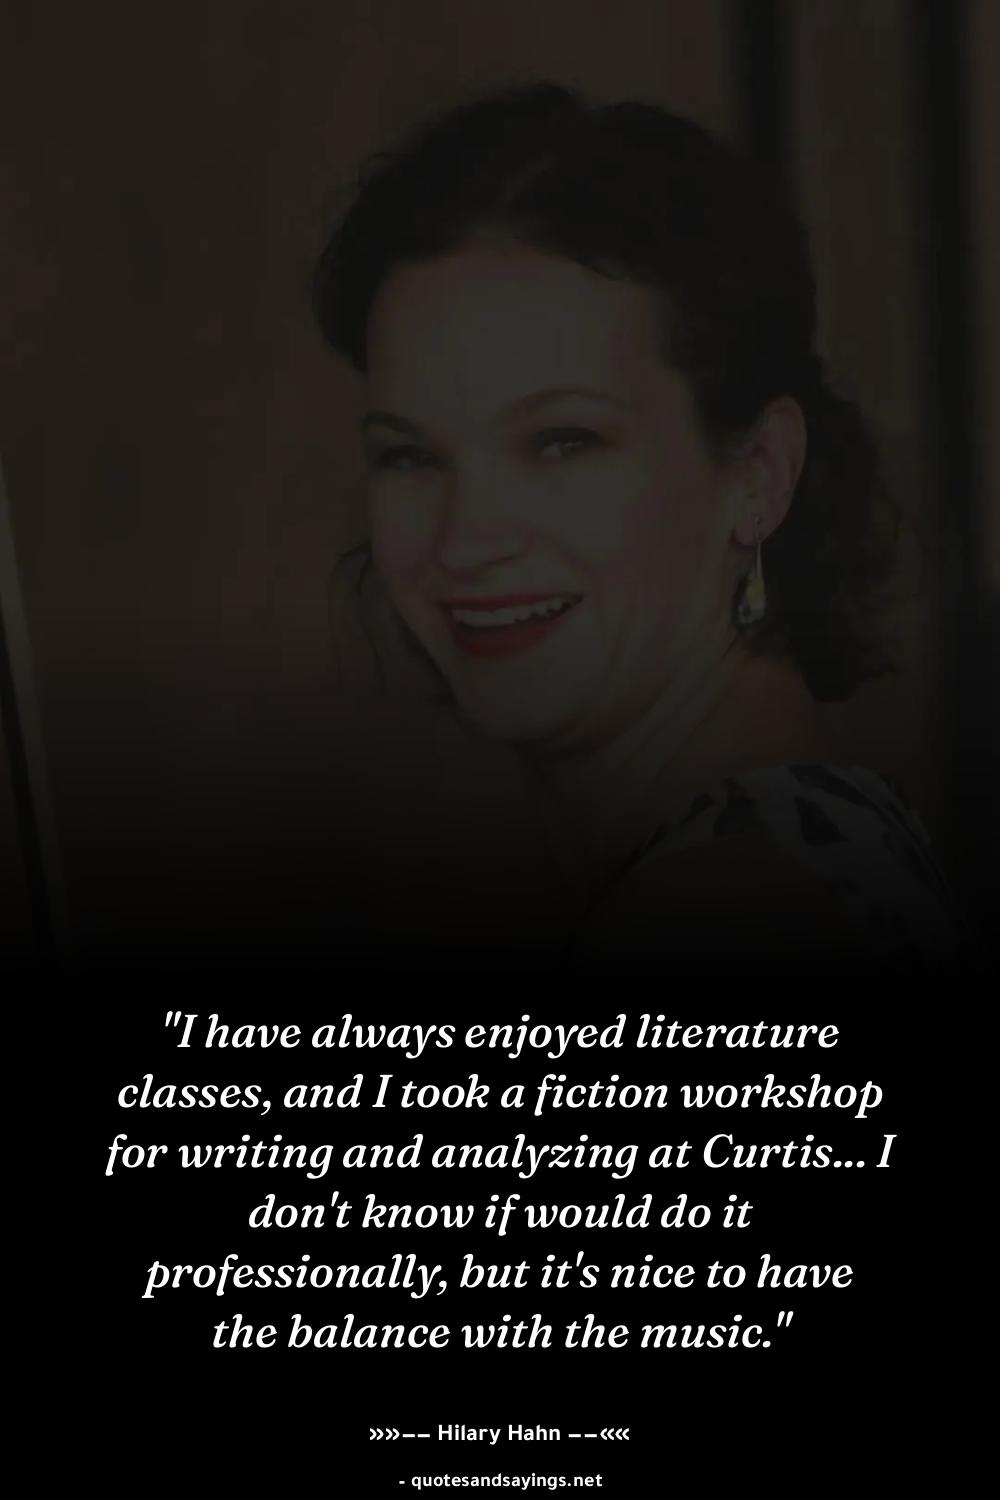 "I have always enjoyed literature
classes, and I took a fiction workshop
for writing and analyzing at Curtis... I
don't know if would do it
professionally, but it's nice to have
the balance with the music."
»»−− Hilary Hahn −−««
- quotesandsayings.net